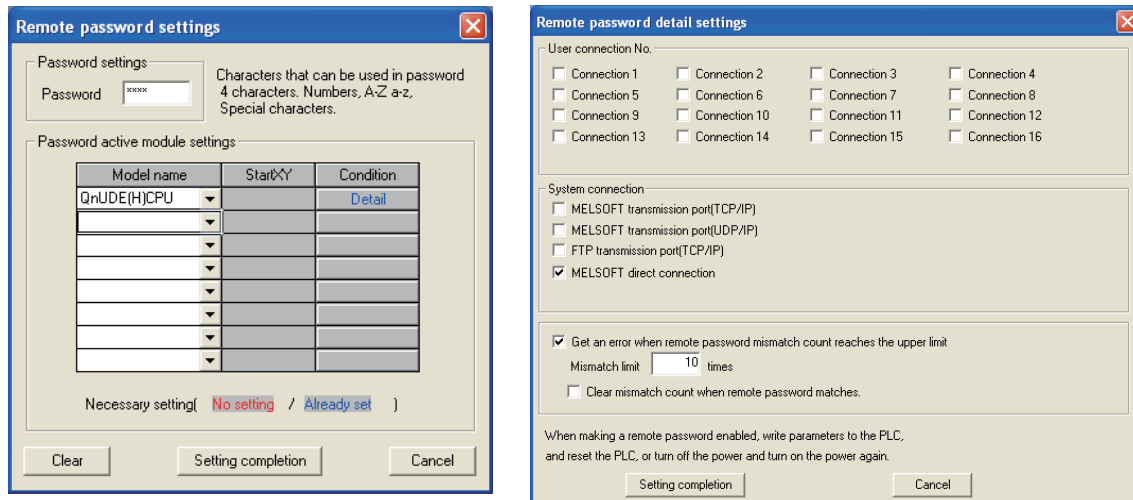 Remote password settings
Password settings
Password xxxx
Characters that can be used in password
4 characters. Numbers, A-Z a-z,
Special characters.
Password active module settings
Model name StartXY Condition
QnUDE(H)CPU Detail
Necessary setting( No setting / Already set )
Clear Setting completion Cancel
Remote password detail settings
User connection No.
Connection 1 Connection 2 Connection 3 Connection 4
Connection 5 Connection 6 Connection 7 Connection 8
Connection 9 Connection 10 Connection 11 Connection 12
Connection 13 Connection 14 Connection 15 Connection 16
System connection
MELSOFT transmission port(TCP/IP)
MELSOFT transmission port(UDP/IP)
FTP transmission port(TCP/IP)
MELSOFT direct connection
Get an error when remote password mismatch count reaches the upper limit
Mismatch limit 10 times
Clear mismatch count when remote password matches.
When making a remote password enabled, write parameters to the PLC,
and reset the PLC, or turn off the power and turn on the power again.
Setting completion Cancel